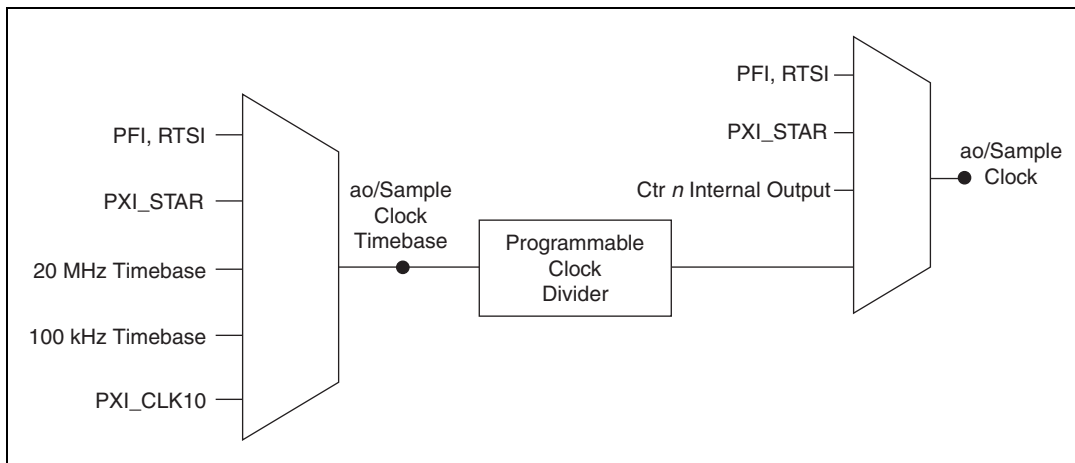 PFI, RTSI
PXI_STAR
20 MHz Timebase
100 kHz Timebase
PXI_CLK10
ao/Sample
Clock
Timebase
Programmable
Clock
Divider
PFI, RTSI
PXI_STAR
Ctr n Internal Output
ao/Sample
Clock